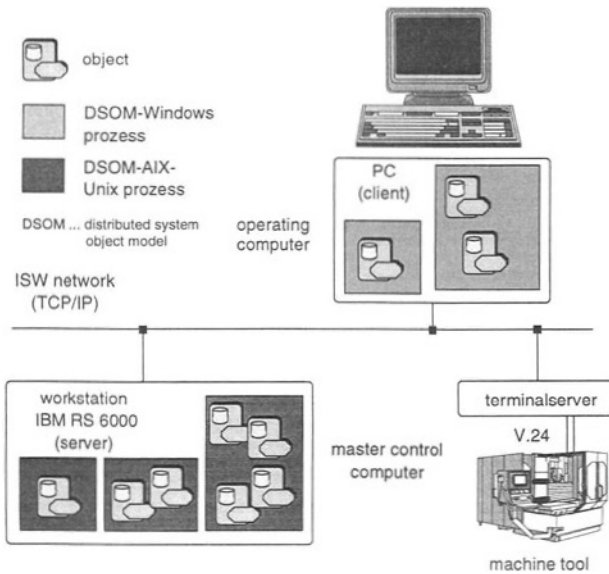 object
DSOM-Windows
prozess
DSOM-AIX-
Unix prozess
DSOM ... distributed system
object model
PC
(client)
operating
computer
ISW network
(TCP/IP)
workstation
IBM RS 6000
(server)
master control
computer
terminalserver
V.24
machine tool